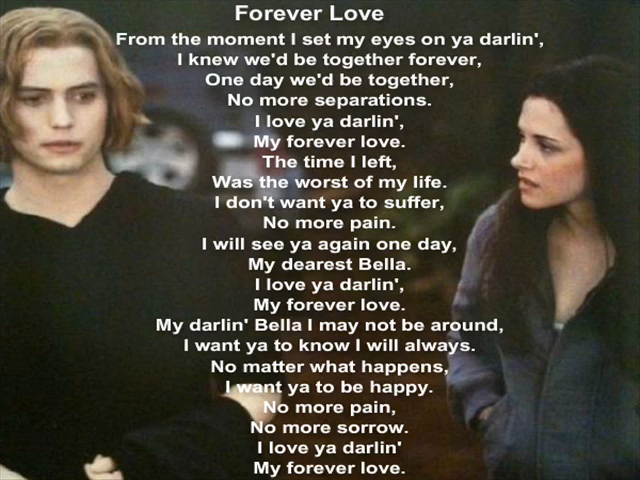 Forever Love
From the moment I set my eyes on ya darlin',
I knew we'd be together forever,
One day we'd be together,
No more separations.
I love ya darlin',
My forever love.
The time I left,
Was the worst of my life.
I don't want ya to suffer,
No more pain.
I will see ya again one day,
My dearest Bella.
I love ya darlin',
My forever love.
My darlin' Bella I may not be around,
I want ya to know I will always.
No matter what happens,
I want ya to be happy.
No more pain,
No more sorrow.
I love ya darlin'
My forever love.